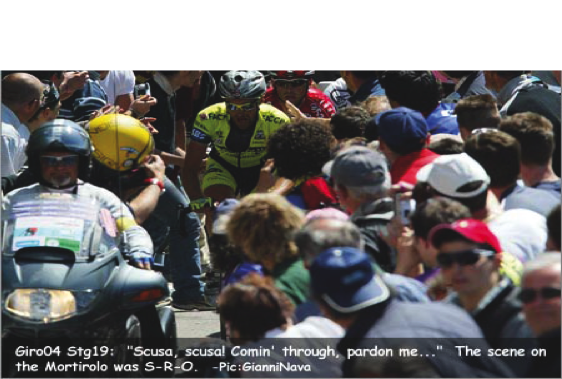 Giro04 Stg19: "Scusa, scusa! Comin' through, pardon me..." The scene on
the Mortirolo was S-R-O. -Pic:GianniNava